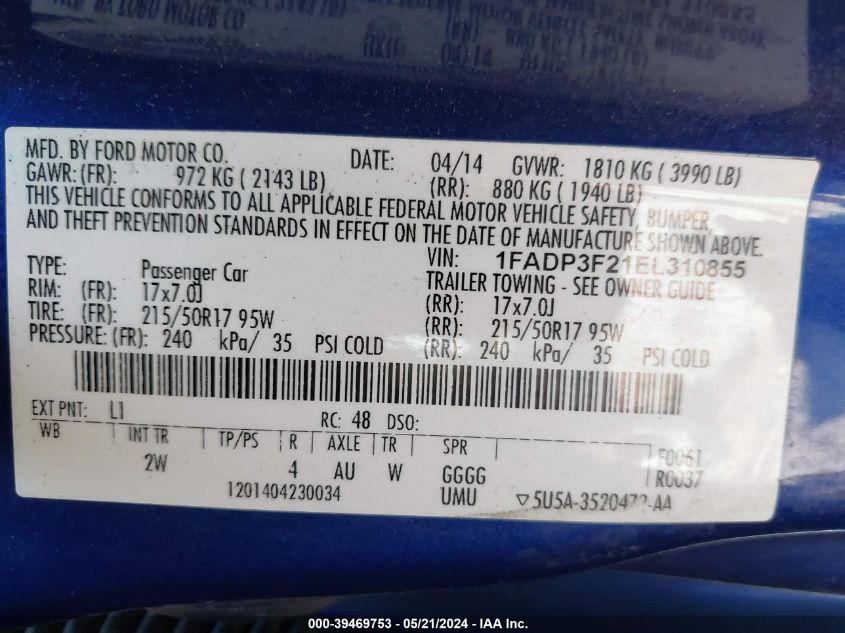 MFD. BY FORD MOTOR CO. DATE: 04/14 GVWR: 1810 KG ( 3990 LB)
GAWR: (FR): 972 KG ( 2143 LB) (RR): 880 KG ( 1940 LB)
THIS VEHICLE CONFORMS TO ALL APPLICABLE FEDERAL MOTOR VEHICLE SAFETY, BUMPER,
AND THEFT PREVENTION STANDARDS IN EFFECT ON THE DATE OF MANUFACTURE SHOWN ABOVE.
VIN: 1FADP3F21EL310855
TYPE: Passenger Car TRAILER TOWING - SEE OWNER GUIDE
RIM: (FR): 17x7.0J (RR): 17x7.0J
TIRE: (FR): 215/50R17 95W (RR): 215/50R17 95W
PRESSURE: (FR): 240 kPa/ 35 PSI COLD (RR): 240 kPa/ 35 PSI COLD
EXT PNT: L1 RC: 48 DSO:
WB INT TR TP/PS R AXLE TR SPR F0061
2W 4 AU W GGGG R0037
1201404230034 UMU 5U5A-3520472-AA
000-39469753 - 05/21/2024 - IAA Inc.